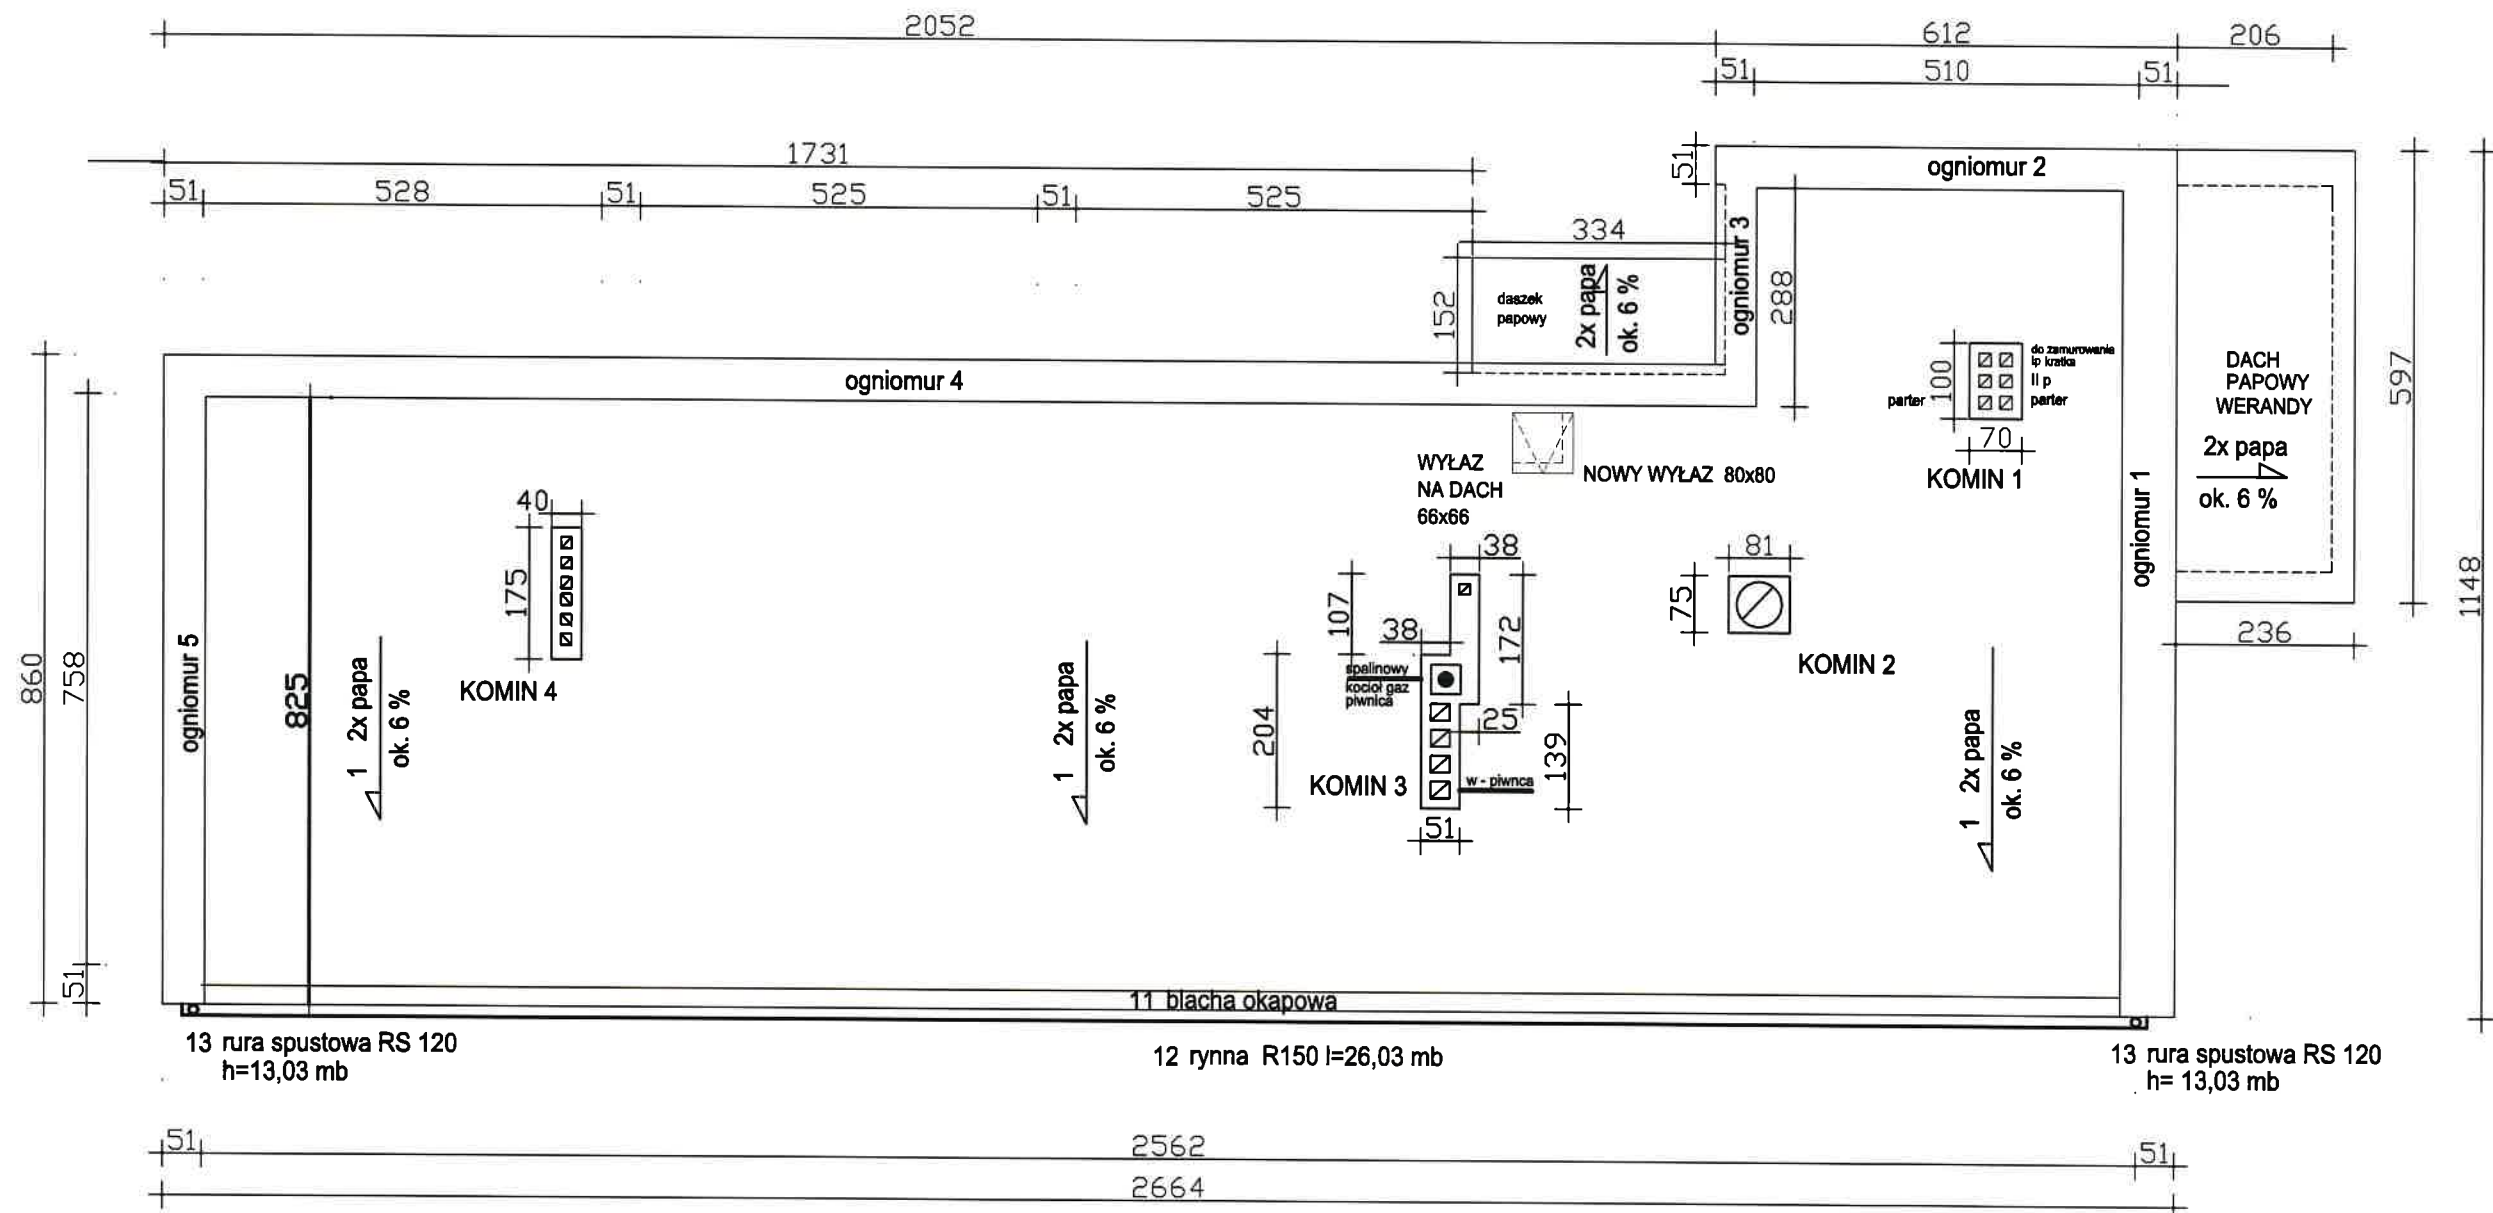 2052
612
206
51
510
51
1731
51
528
51
525
51
525
51
ogniomur 2
334
ogniomur 3
288
152
daszek
papowy
2x papa
ok. 6 %
ogniomur 4
860
758
51
597
1148
100
do zamurowania
Ip kratka
II p
parter
parter
70
KOMIN 1
DACH
PAPOWY
WERANDY
2x papa
ok. 6 %
WYŁAZ
NA DACH
66x66
NOWY WYŁAZ 80x80
ogniomur 1
40
175
KOMIN 4
38
107
38
172
spalinowy
kocioł gaz
piwnica
204
25
139
KOMIN 3
w - piwnca
51
81
75
KOMIN 2
236
ogniomur 5
825
1 2x papa
ok. 6 %
1 2x papa
ok. 6 %
1 2x papa
ok. 6 %
11 blacha okapowa
13 rura spustowa RS 120
h=13,03 mb
12 rynna R150 l=26,03 mb
13 rura spustowa RS 120
h= 13,03 mb
51
2562
51
2664